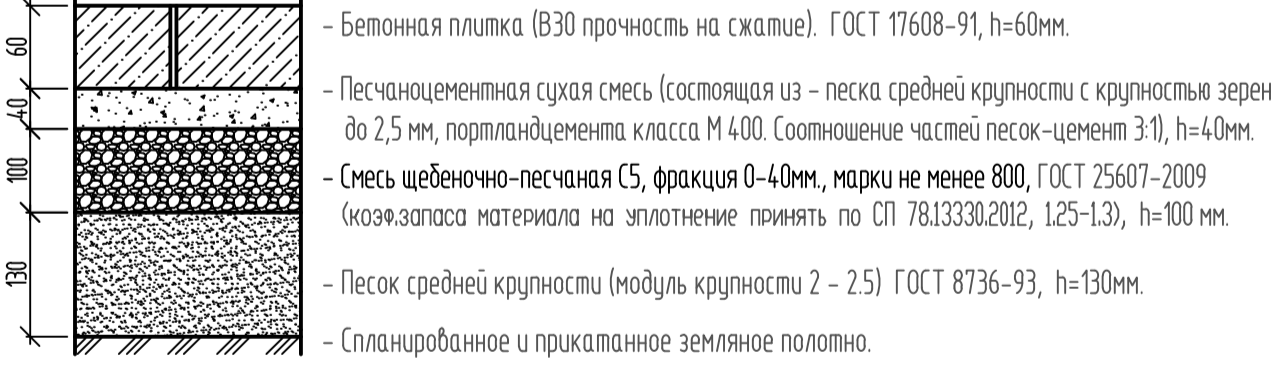 60
– Бетонная плитка (В30 прочность на сжатие). ГОСТ 17608-91, h=60мм.
40
– Песчаноцементная сухая смесь (состоящая из – песка средней крупности с крупностью зерен
до 2,5 мм, портландцемента класса М 400. Соотношение частей песок-цемент 3:1), h=40мм.
100
– Смесь щебеночно-песчаная С5, фракция 0-40мм., марки не менее 800, ГОСТ 25607-2009
(коэф.запаса материала на уплотнение принять по СП 78.13330.2012, 1.25-1.3), h=100 мм.
130
– Песок средней крупности (модуль крупности 2 – 2.5) ГОСТ 8736-93, h=130мм.
– Спланированное и прикатанное земляное полотно.